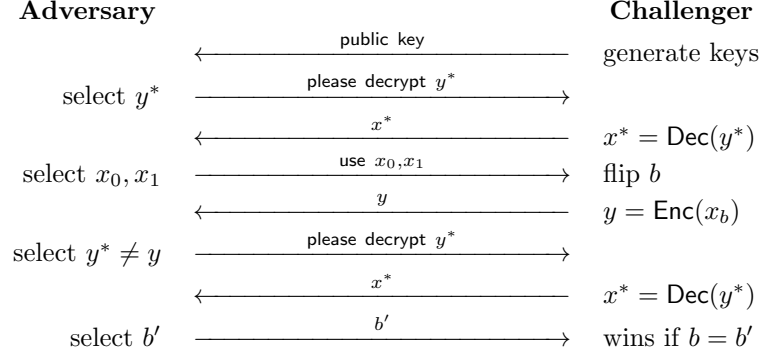 Adversary Challenger
public key
generate keys
please decrypt y*
select y*
x*
x* = Dec(y*)
use x₀,x₁
select x₀, x₁ flip b
y
y = Enc(x_b)
please decrypt y*
select y* ≠ y
x*
x* = Dec(y*)
b′
select b′ wins if b = b′